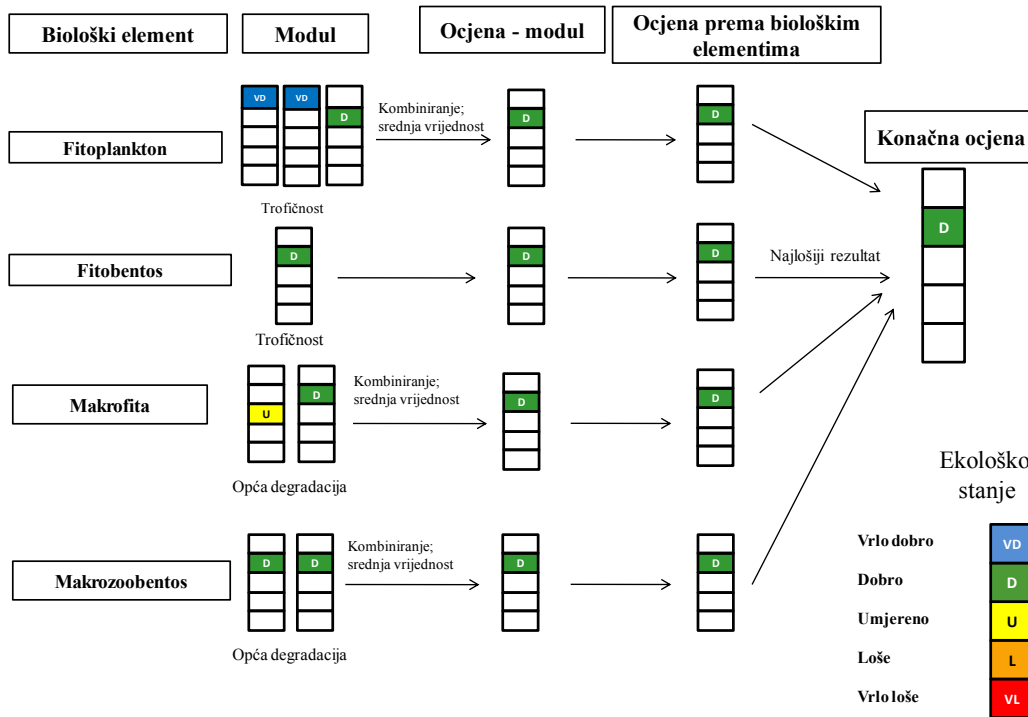 Biološki element
Modul
Ocjena - modul
Ocjena prema biološkim
elementima
Konačna ocjena
Fitoplankton
VD
VD
D
Kombiniranje;
srednja vrijednost
D
D
D
Trofičnost
Fitobentos
D
D
D
Najlošiji rezultat
Trofičnost
Makrofita
U
D
Kombiniranje;
srednja vrijednost
D
D
Opća degradacija
Makrozoobentos
D
D
Kombiniranje;
srednja vrijednost
D
D
Opća degradacija
Ekološko
stanje
Vrlo dobro
VD
Dobro
D
Umjereno
U
Loše
L
Vrlo loše
VL